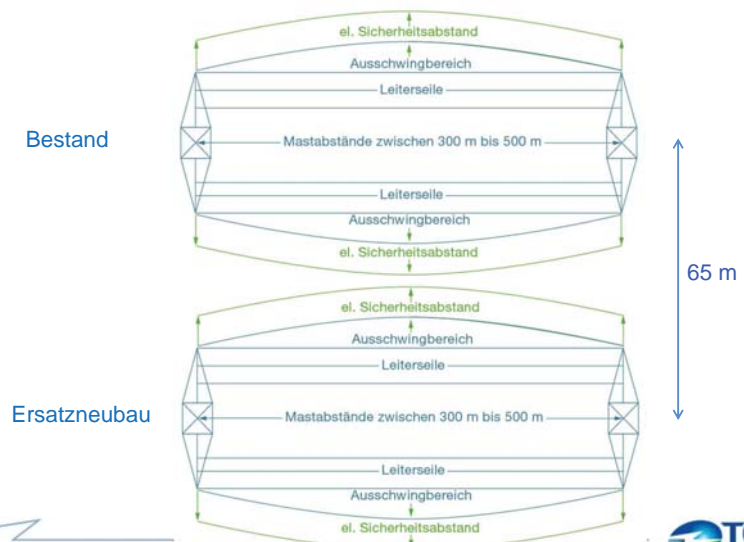 el. Sicherheitsabstand
Ausschwingbereich
Leiterseile
Bestand
Mastabstände zwischen 300 m bis 500 m
Leiterseile
Ausschwingbereich
el. Sicherheitsabstand
65 m
el. Sicherheitsabstand
Ausschwingbereich
Leiterseile
Ersatzneubau
Mastabstände zwischen 300 m bis 500 m
Leiterseile
Ausschwingbereich
el. Sicherheitsabstand